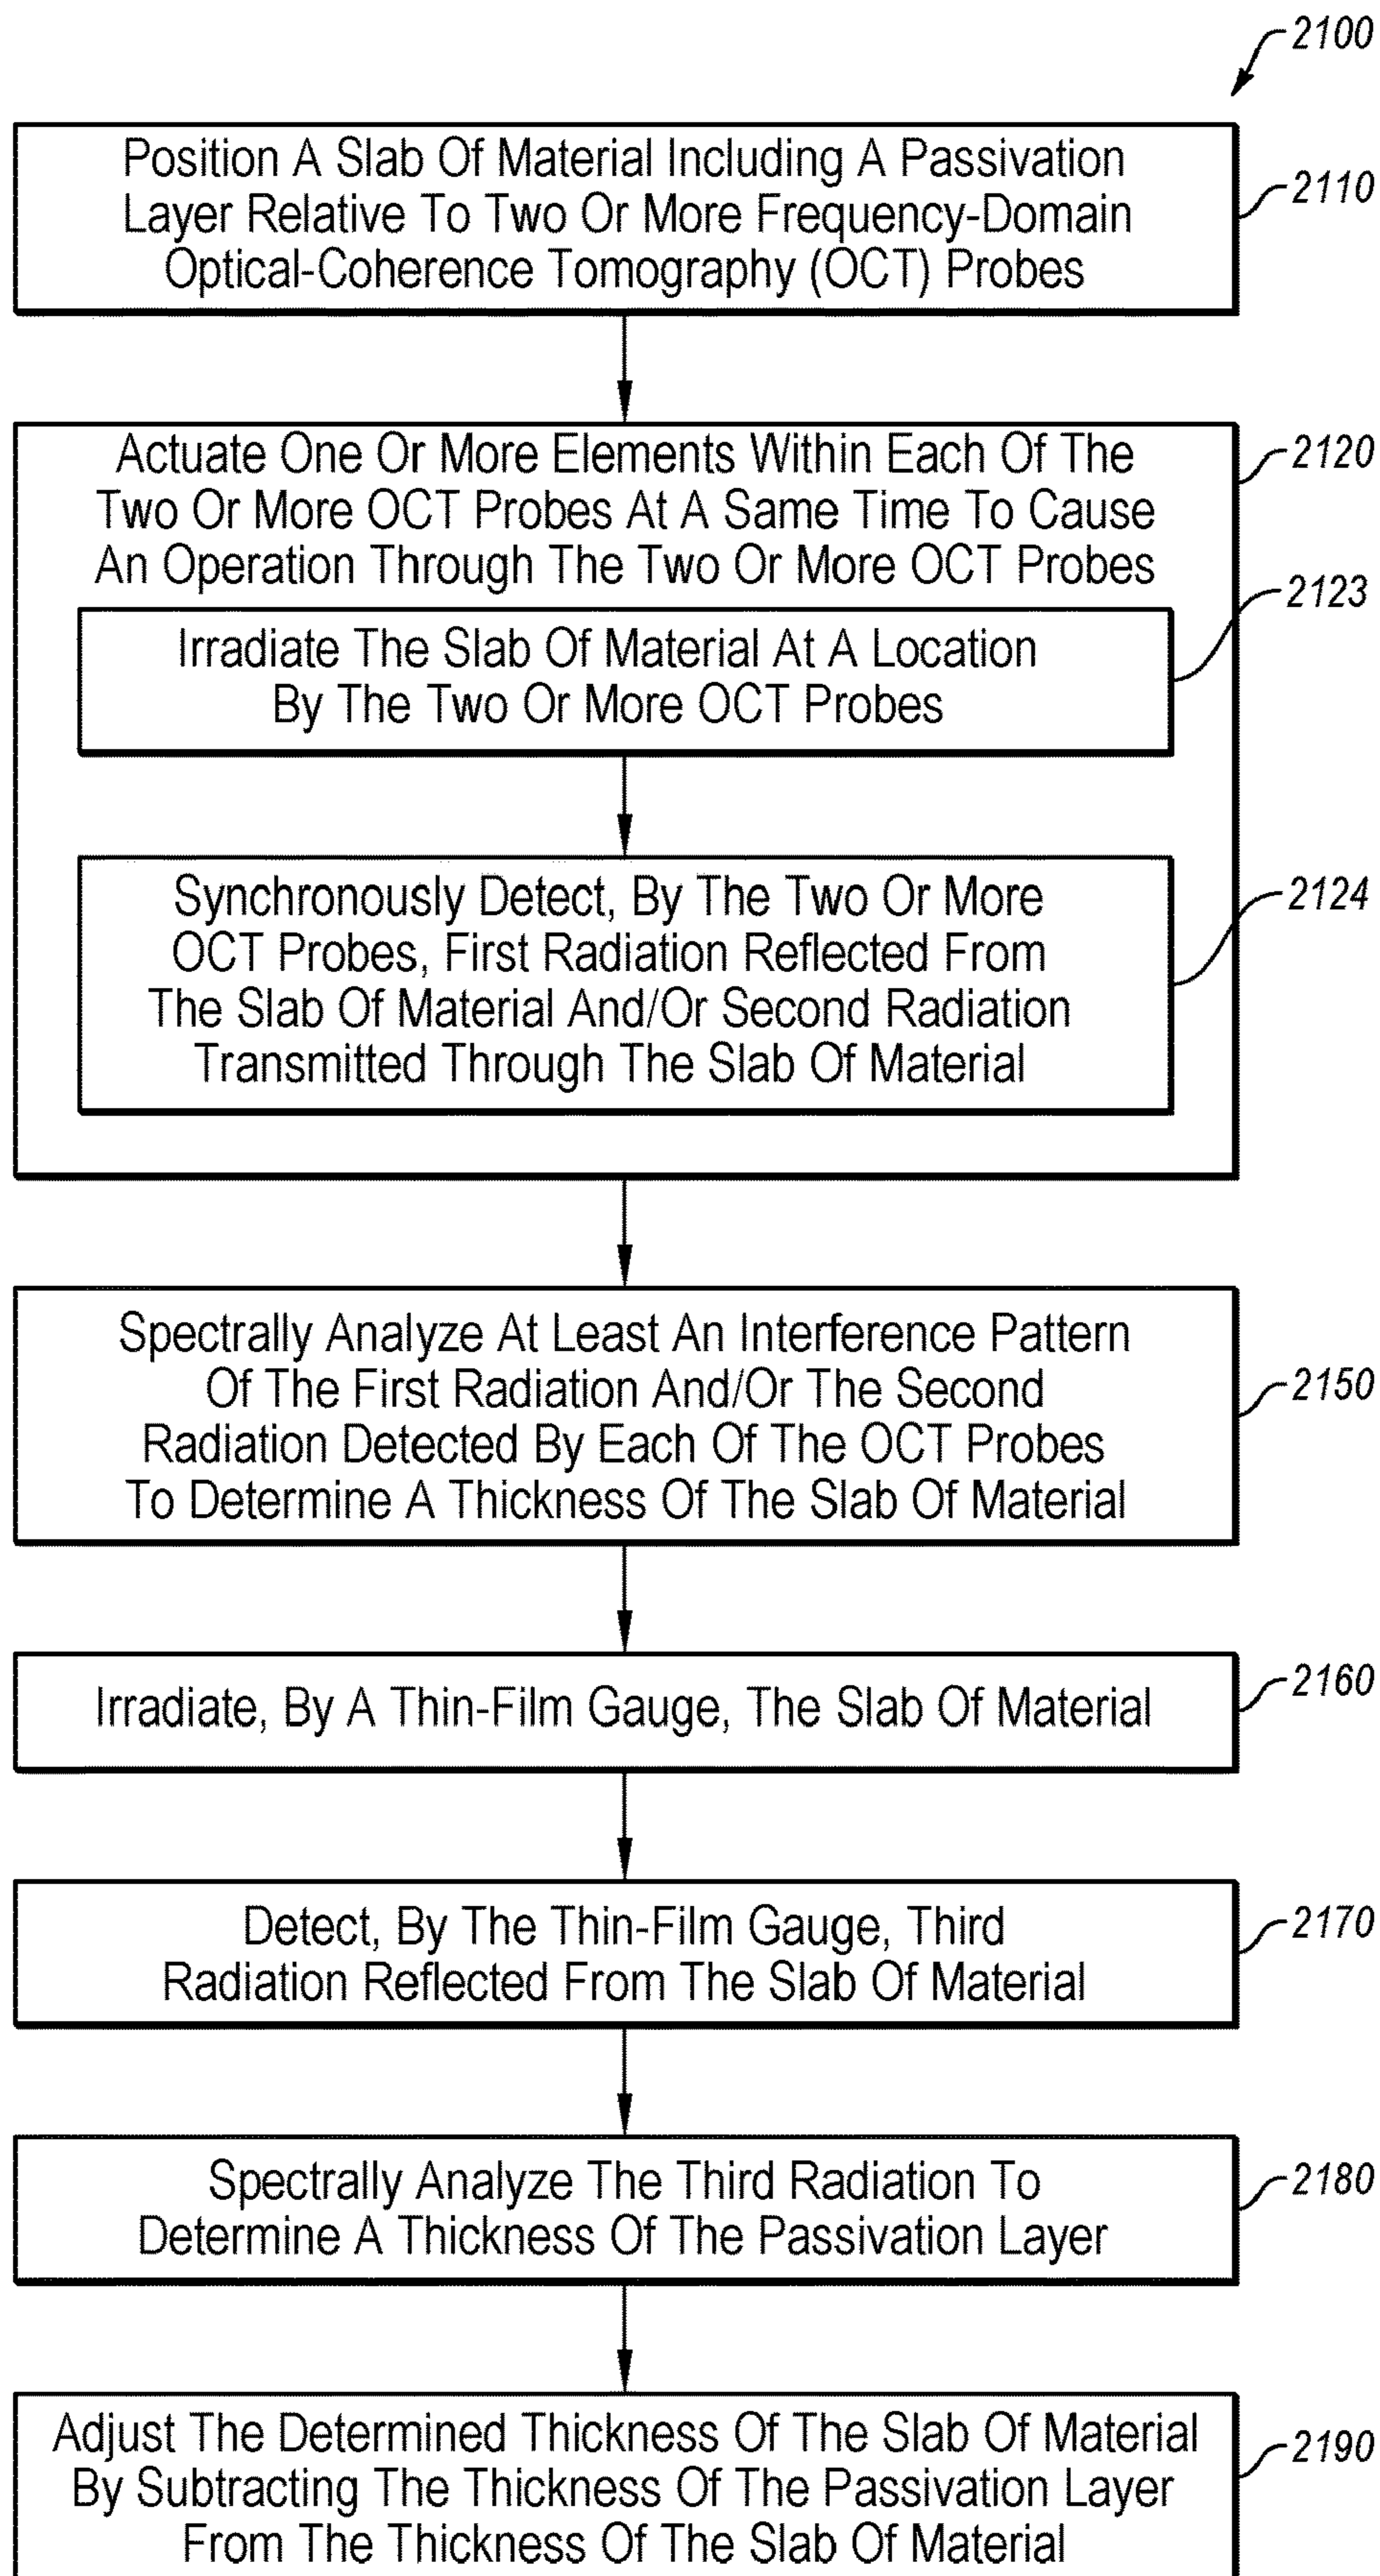 2100
Position A Slab Of Material Including A Passivation
Layer Relative To Two Or More Frequency-Domain
Optical-Coherence Tomography (OCT) Probes
2110
Actuate One Or More Elements Within Each Of The
Two Or More OCT Probes At A Same Time To Cause
An Operation Through The Two Or More OCT Probes
2120
Irradiate The Slab Of Material At A Location
By The Two Or More OCT Probes
2123
Synchronously Detect, By The Two Or More
OCT Probes, First Radiation Reflected From
The Slab Of Material And/Or Second Radiation
Transmitted Through The Slab Of Material
2124
Spectrally Analyze At Least An Interference Pattern
Of The First Radiation And/Or The Second
Radiation Detected By Each Of The OCT Probes
To Determine A Thickness Of The Slab Of Material
2150
Irradiate, By A Thin-Film Gauge, The Slab Of Material
2160
Detect, By The Thin-Film Gauge, Third
Radiation Reflected From The Slab Of Material
2170
Spectrally Analyze The Third Radiation To
Determine A Thickness Of The Passivation Layer
2180
Adjust The Determined Thickness Of The Slab Of Material
By Subtracting The Thickness Of The Passivation Layer
From The Thickness Of The Slab Of Material
2190